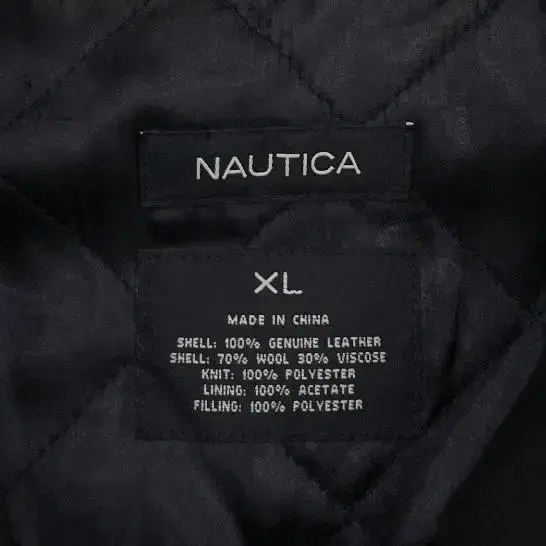 NAUTICA
XL
MADE IN CHINA
SHELL: 100% GENUINE LEATHER
SHELL: 70% WOOL 30% VISCOSE
KNIT: 100% POLYESTER
LINING: 100% ACETATE
FILLING: 100% POLYESTER